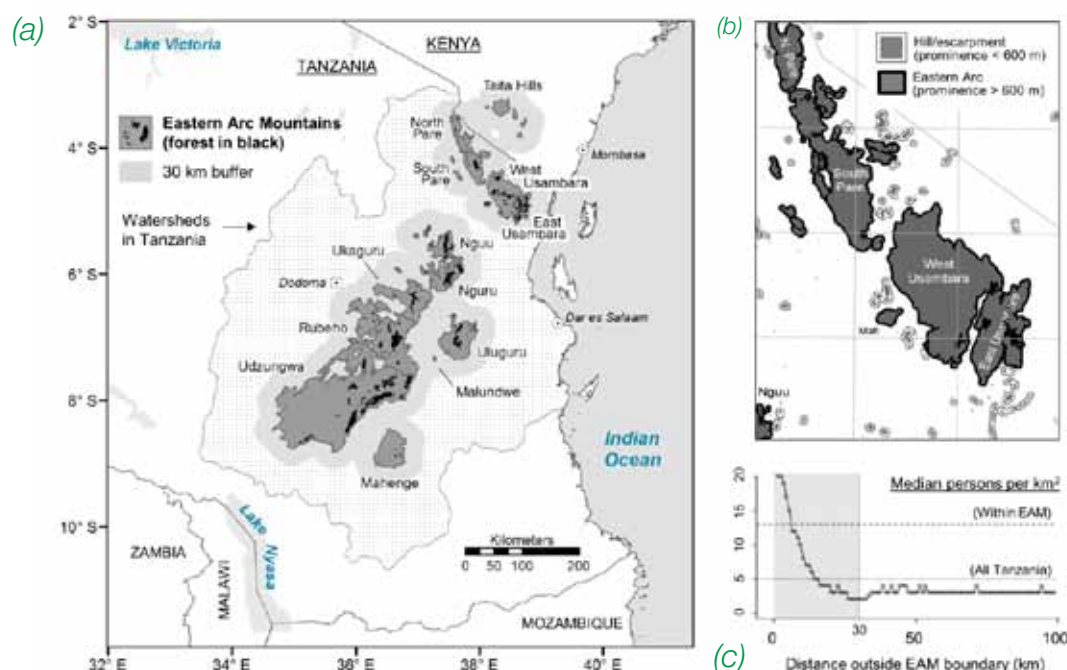 (a)
2° S
4° S
6° S
8° S
10° S
32° E
34° E
36° E
38° E
40° E
Lake Victoria
KENYA
TANZANIA
Taita Hills
North
Pare
Eastern Arc Mountains
(forest in black)
30 km buffer
South
Pare
West
Usambara
Mombasa
East
Usambara
Watersheds
in Tanzania
Ukaguru
Nguu
Dodoma
Nguru
Dar es Salaam
Rubeho
Uluguru
Udzungwa
Malundwe
Indian
Ocean
Mahenge
Lake
Nyasa
Kilometers
0 50 100 200
ZAMBIA
MALAWI
MOZAMBIQUE
(b)
Hill/escarpment
(prominence < 600 m)
Eastern Arc
(prominence > 600 m)
South
Pare
West
Usambara
Nguu
(c)
Median persons per km²
(Within EAM)
(All Tanzania)
20
15
10
5
0
0 30 50 100
Distance outside EAM boundary (km)